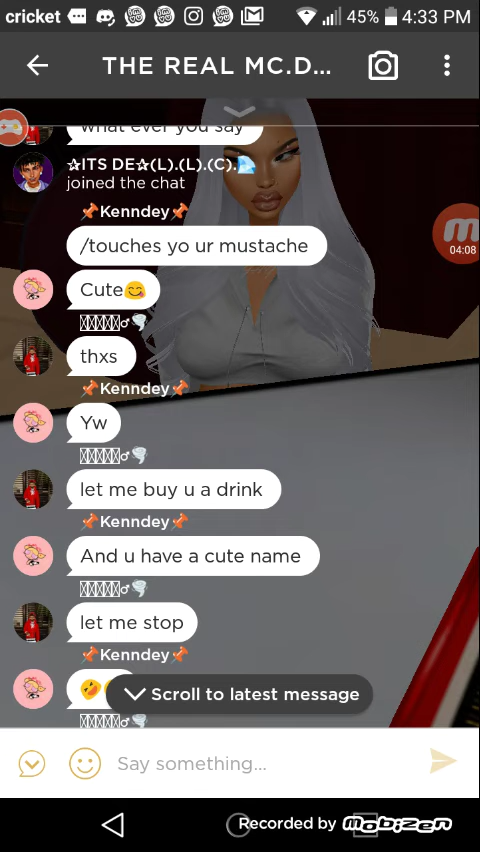 cricket 45% 4:33 PM
THE REAL MC.D...
what ever you say
✰ITS DE✰(L).(L).(C).💎
joined the chat
📌Kenndey📌
/touches yo ur mustache
04:08
Cute😋
♂🌪
thxs
📌Kenndey📌
Yw
♂🌪
let me buy u a drink
📌Kenndey📌
And u have a cute name
♂🌪
let me stop
📌Kenndey📌
🤣
Scroll to latest message
♂🌪
Say something...
Recorded by mobizen